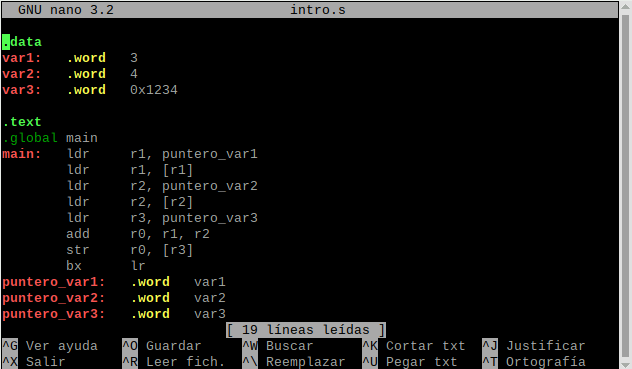 GNU nano 3.2 intro.s
.data
var1: .word 3
var2: .word 4
var3: .word 0x1234
.text
.global main
main: ldr r1, puntero_var1
ldr r1, [r1]
ldr r2, puntero_var2
ldr r2, [r2]
ldr r3, puntero_var3
add r0, r1, r2
str r0, [r3]
bx lr
puntero_var1: .word var1
puntero_var2: .word var2
puntero_var3: .word var3
[ 19 líneas leídas ]
^G Ver ayuda ^O Guardar ^W Buscar ^K Cortar txt ^J Justificar
^X Salir ^R Leer fich. ^\ Reemplazar ^U Pegar txt ^T Ortografía